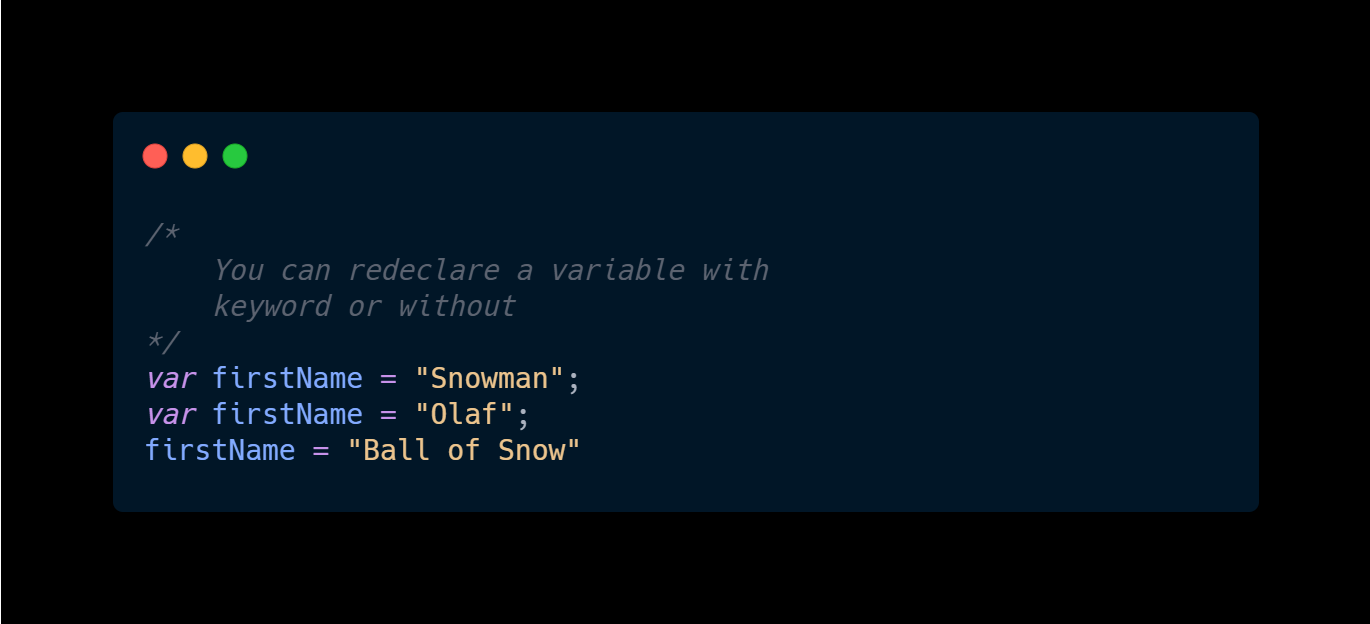 /*
    You can redeclare a variable with
    keyword or without
*/
var firstName = "Snowman";
var firstName = "Olaf";
firstName = "Ball of Snow"